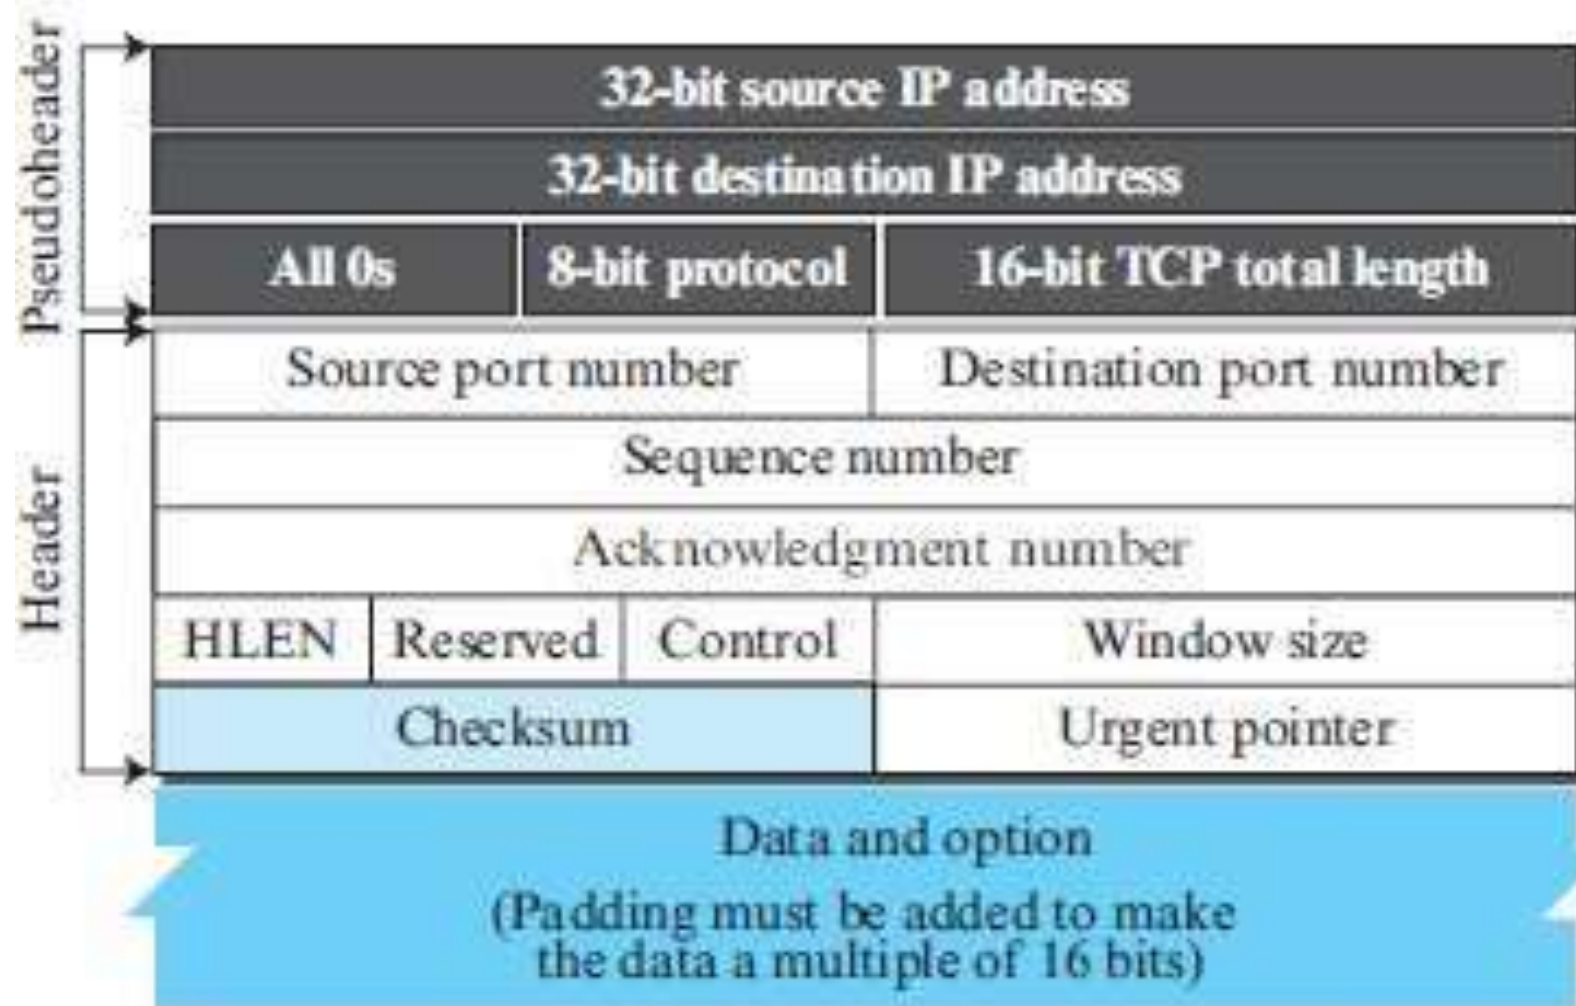 Pseudoheader
32-bit source IP address
32-bit destination IP address
All 0s 8-bit protocol 16-bit TCP total length
Header
Source port number Destination port number
Sequence number
Acknowledgment number
HLEN Reserved Control Window size
Checksum Urgent pointer
Data and option
(Padding must be added to make
the data a multiple of 16 bits)